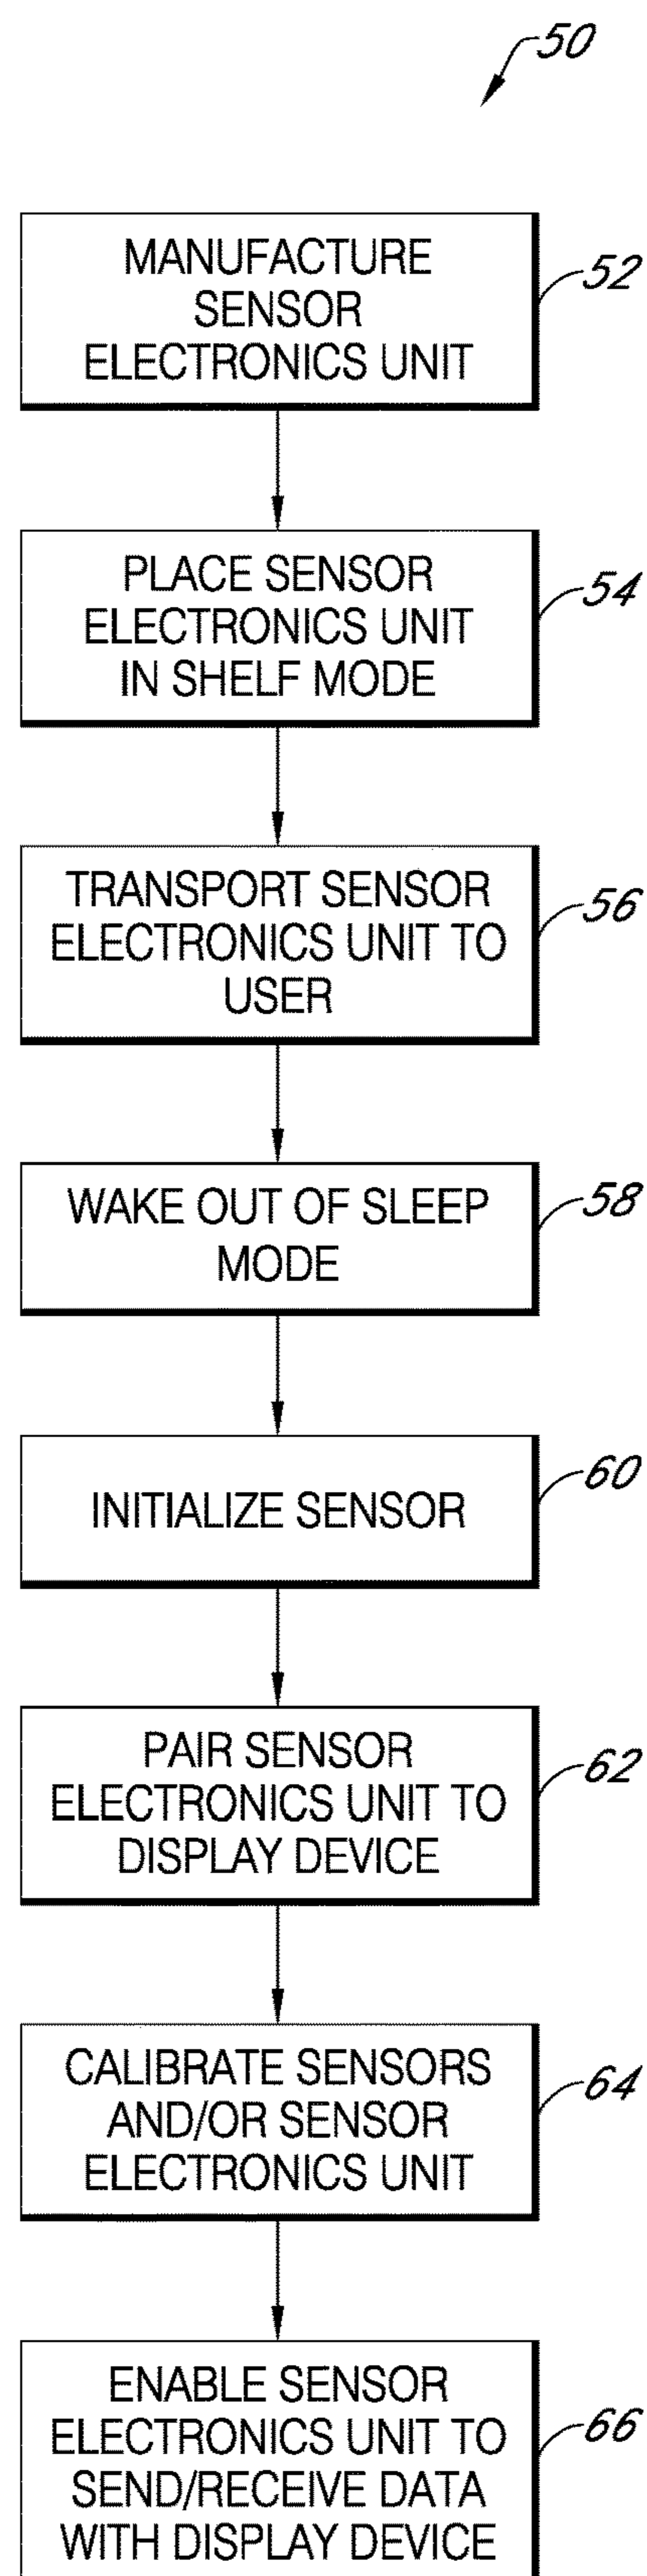 50
MANUFACTURE
SENSOR
ELECTRONICS UNIT
52
PLACE SENSOR
ELECTRONICS UNIT
IN SHELF MODE
54
TRANSPORT SENSOR
ELECTRONICS UNIT TO
USER
56
WAKE OUT OF SLEEP
MODE
58
INITIALIZE SENSOR
60
PAIR SENSOR
ELECTRONICS UNIT TO
DISPLAY DEVICE
62
CALIBRATE SENSORS
AND/OR SENSOR
ELECTRONICS UNIT
64
ENABLE SENSOR
ELECTRONICS UNIT TO
SEND/RECEIVE DATA
WITH DISPLAY DEVICE
66